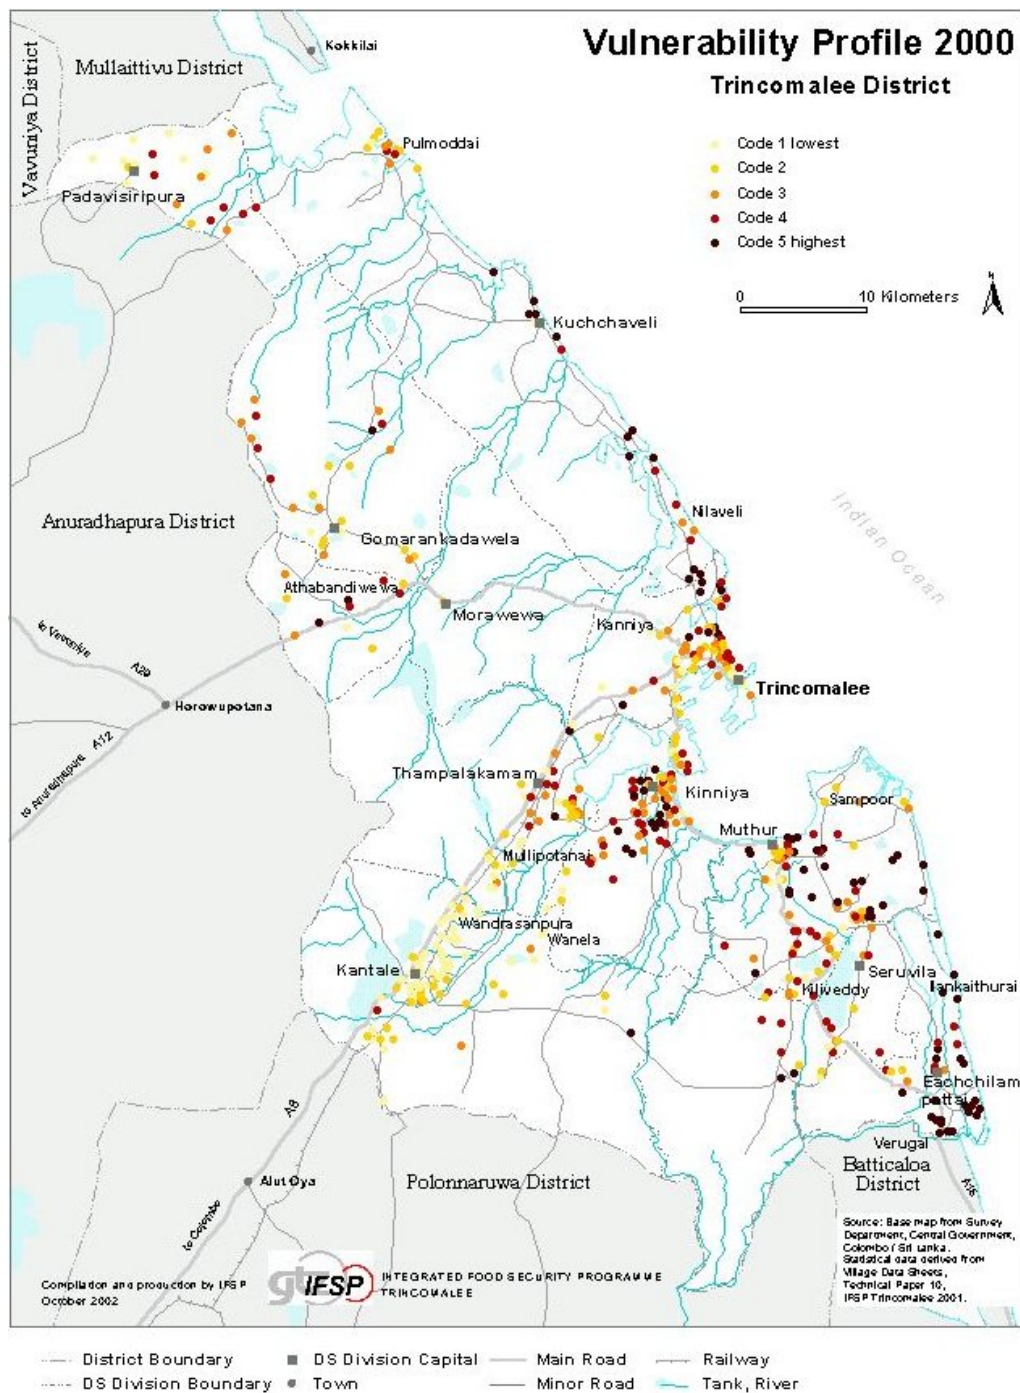 Vulnerability Profile 2000
Trincomalee District
Code 1 lowest
Code 2
Code 3
Code 4
Code 5 highest
0 10 Kilometers
N
Kokkilai
Mullaittivu District
Vavuniya District
Pulmoddai
Padavisiripura
Kuchchaveli
Nilaveli
Indian Ocean
Anuradhapura District
Gomarankadawela
Athabandiwewa
Morawewa
Kanniya
to Vavuniya
A29
Trincomalee
Horowupotana
A12
to Anuradhapura
Thampalakamam
Kinniya
Sampoor
Muthur
Mullipotanai
Wandrasanpura
Wanela
Kantale
Seruvila
Ilankaithurai
Kiliveddy
Eachchilam
pattai
A6
Verugal
Batticaloa
District
Polonnaruwa District
Alut Oya
A15
to Colombo
Source: Base map from Survey
Department, Central Government,
Colombo / Sri Lanka.
Statistical data derived from
Village Data Sheets,
Technical Paper 10,
IFSP Trincomalee 2001.
Compilation and production by IFSP
October 2002
gtz
IFSP
INTEGRATED FOOD SECURITY PROGRAMME
TRINCOMALEE
District Boundary
DS Division Capital
Main Road
Railway
DS Division Boundary
Town
Minor Road
Tank, River